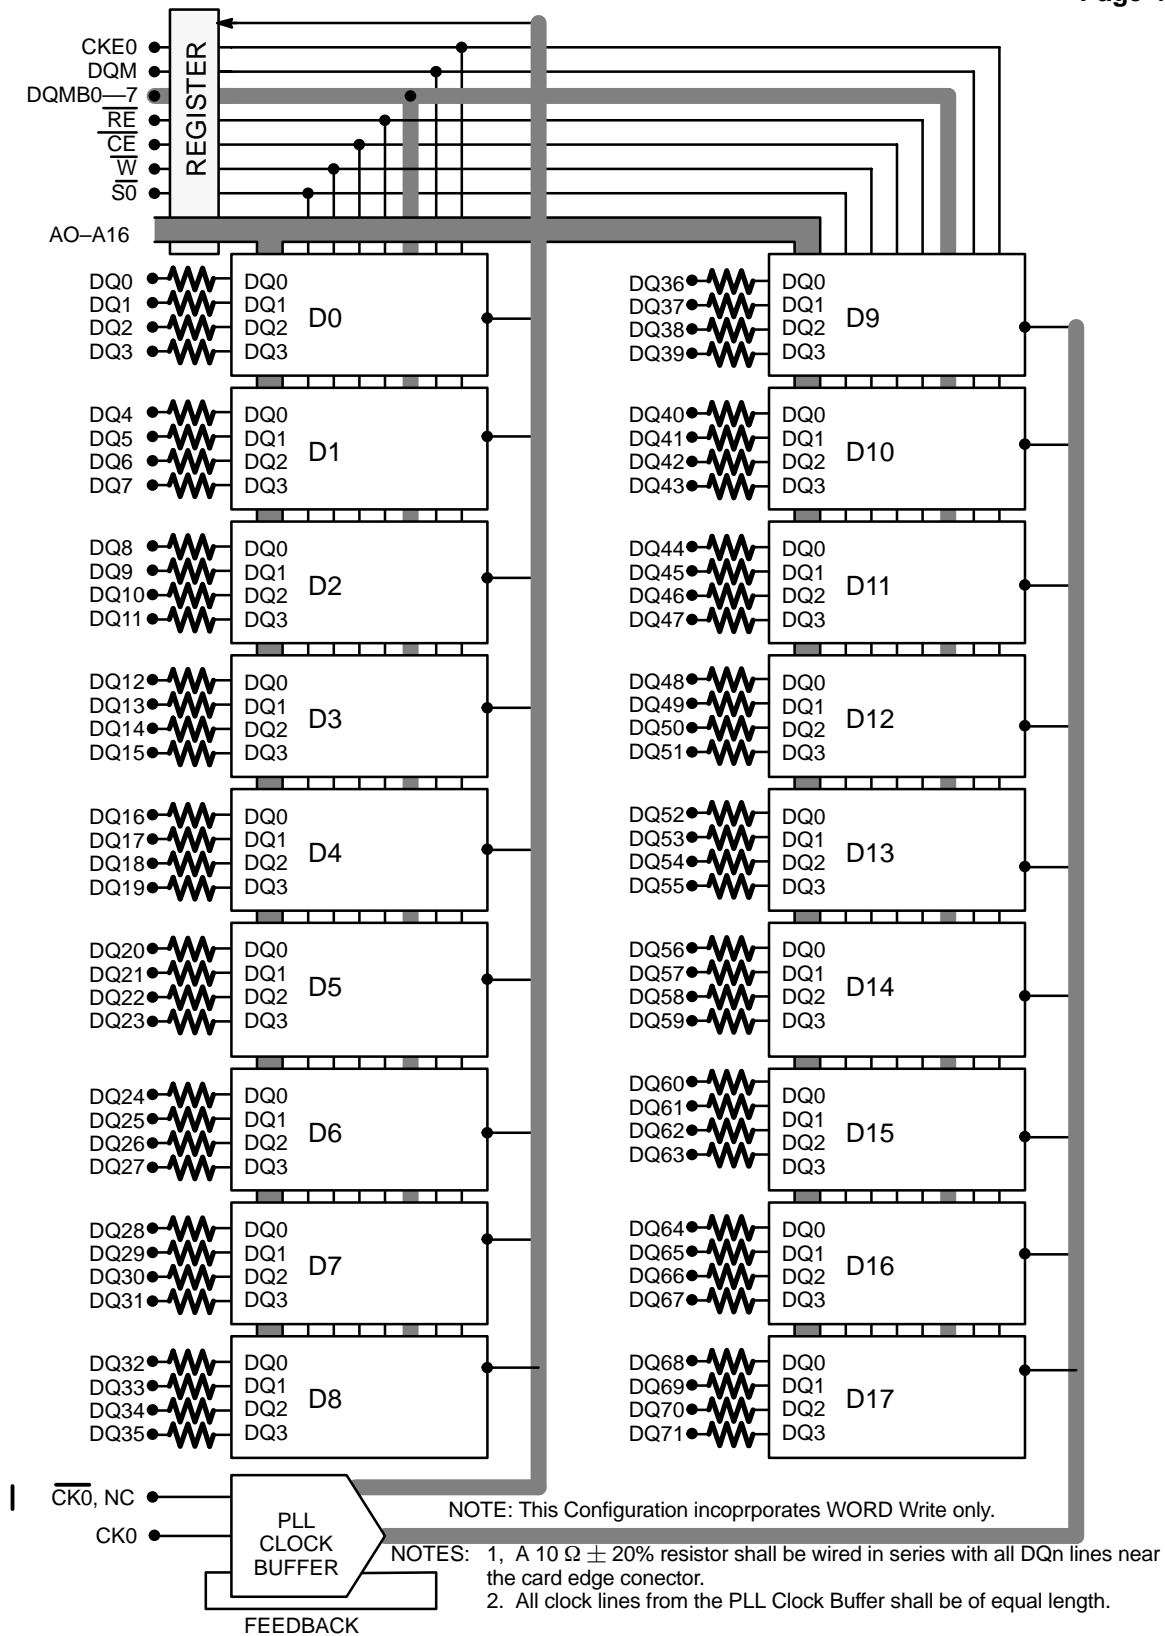 Page 4
CKE0
DQM
DQMB0—7
RE
CE
W
S0
AO–A16
REGISTER
DQ0 DQ0
DQ1 DQ1
DQ2 DQ2
DQ3 DQ3
D0
DQ36 DQ0
DQ37 DQ1
DQ38 DQ2
DQ39 DQ3
D9
DQ4 DQ0
DQ5 DQ1
DQ6 DQ2
DQ7 DQ3
D1
DQ40 DQ0
DQ41 DQ1
DQ42 DQ2
DQ43 DQ3
D10
DQ8 DQ0
DQ9 DQ1
DQ10 DQ2
DQ11 DQ3
D2
DQ44 DQ0
DQ45 DQ1
DQ46 DQ2
DQ47 DQ3
D11
DQ12 DQ0
DQ13 DQ1
DQ14 DQ2
DQ15 DQ3
D3
DQ48 DQ0
DQ49 DQ1
DQ50 DQ2
DQ51 DQ3
D12
DQ16 DQ0
DQ17 DQ1
DQ18 DQ2
DQ19 DQ3
D4
DQ52 DQ0
DQ53 DQ1
DQ54 DQ2
DQ55 DQ3
D13
DQ20 DQ0
DQ21 DQ1
DQ22 DQ2
DQ23 DQ3
D5
DQ56 DQ0
DQ57 DQ1
DQ58 DQ2
DQ59 DQ3
D14
DQ24 DQ0
DQ25 DQ1
DQ26 DQ2
DQ27 DQ3
D6
DQ60 DQ0
DQ61 DQ1
DQ62 DQ2
DQ63 DQ3
D15
DQ28 DQ0
DQ29 DQ1
DQ30 DQ2
DQ31 DQ3
D7
DQ64 DQ0
DQ65 DQ1
DQ66 DQ2
DQ67 DQ3
D16
DQ32 DQ0
DQ33 DQ1
DQ34 DQ2
DQ35 DQ3
D8
DQ68 DQ0
DQ69 DQ1
DQ70 DQ2
DQ71 DQ3
D17
CK0, NC
CK0
PLL
CLOCK
BUFFER
FEEDBACK
NOTE: This Configuration incoprporates WORD Write only.
NOTES: 1, A 10 Ω ± 20% resistor shall be wired in series with all DQn lines near
the card edge conector.
2. All clock lines from the PLL Clock Buffer shall be of equal length.